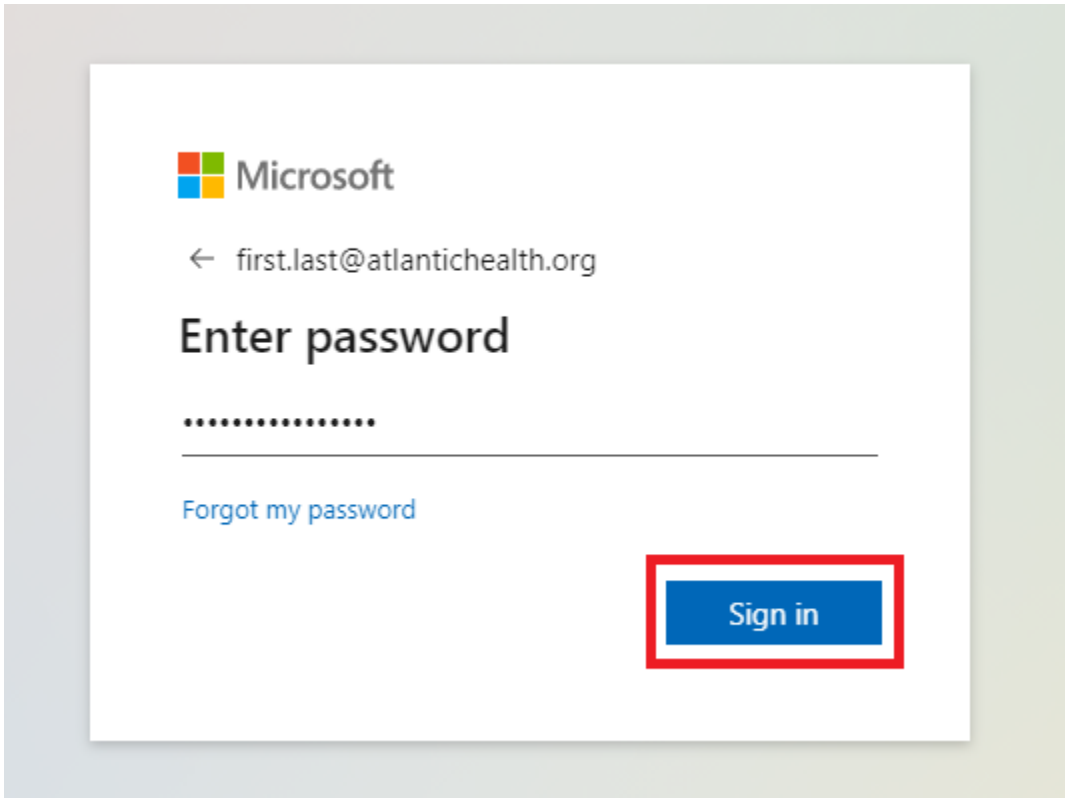 Microsoft
← first.last@atlantichealth.org
Enter password
••••••••••••••••
Forgot my password
Sign in